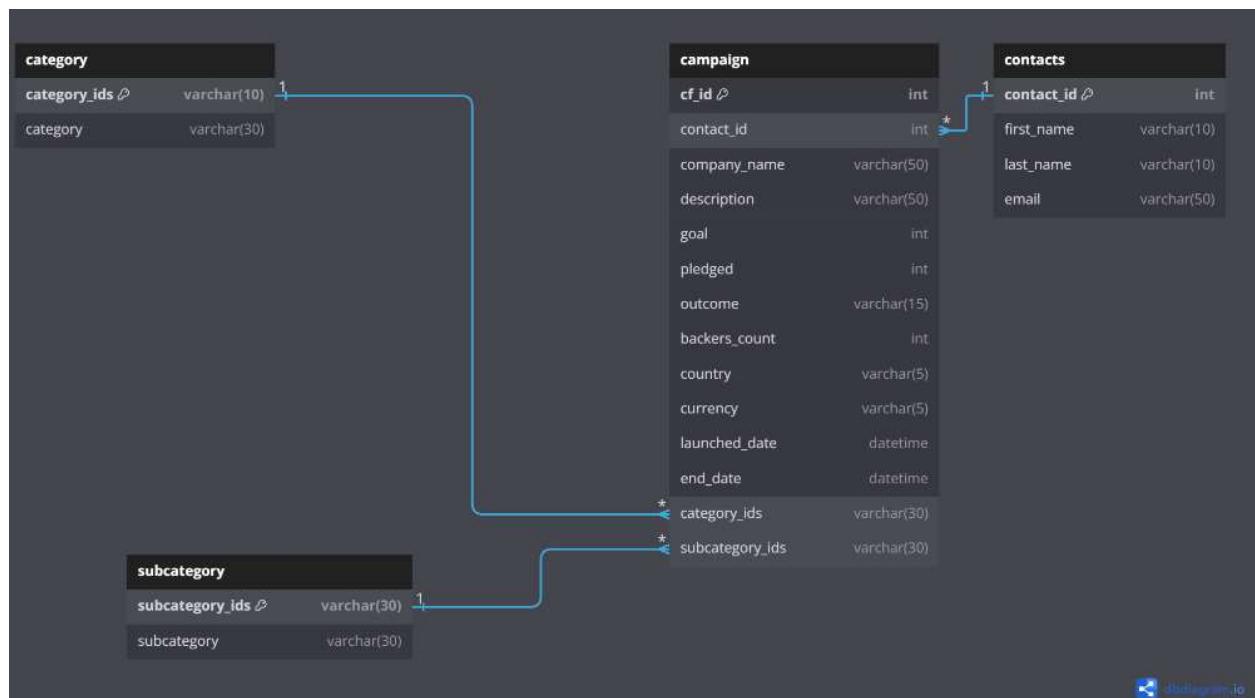 category
category_ids varchar(10)
category varchar(30)
1
campaign
cf_id int
contact_id int
company_name varchar(50)
description varchar(50)
goal int
pledged int
outcome varchar(15)
backers_count int
country varchar(5)
currency varchar(5)
launched_date datetime
end_date datetime
category_ids varchar(30)
subcategory_ids varchar(30)
*
*
*
1
contacts
contact_id int
first_name varchar(10)
last_name varchar(10)
email varchar(50)
subcategory
subcategory_ids varchar(30)
subcategory varchar(30)
1
dbdiagram.io